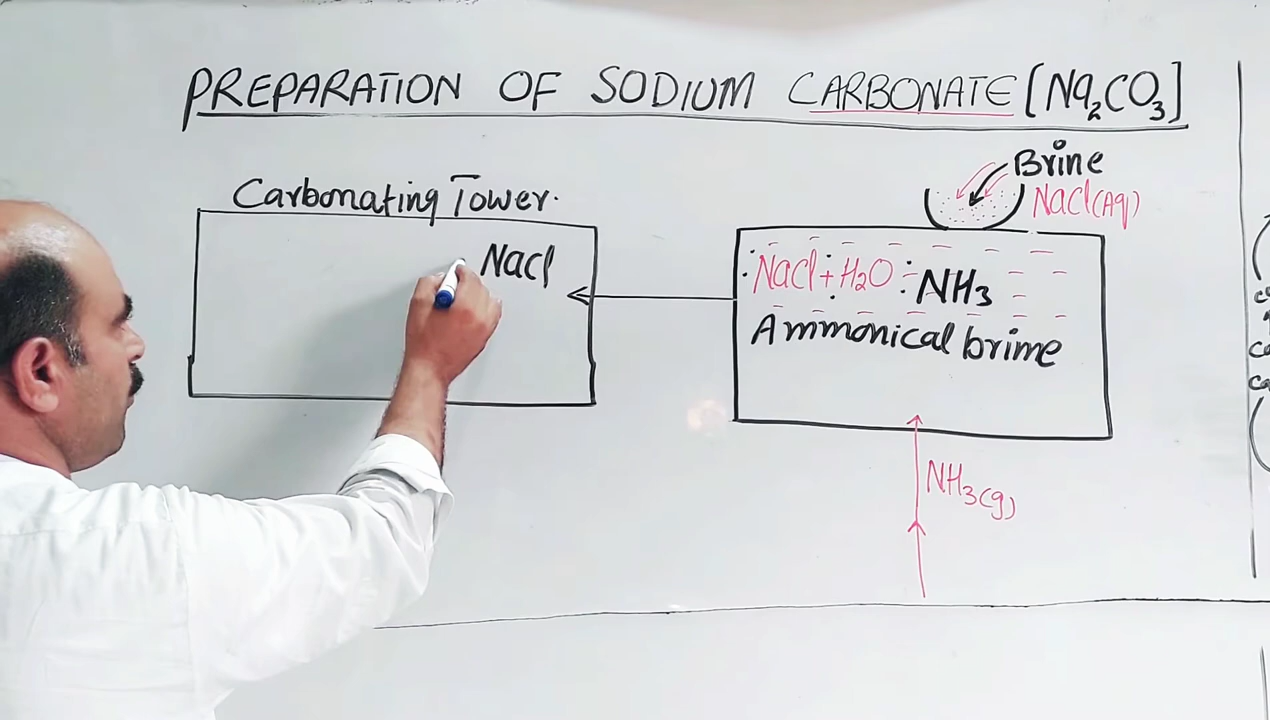 PREPARATION OF SODIUM CARBONATE [Na₂CO₃]
Carbonating Tower.
NaCl
Brine
NaCl(Aq)
NaCl + H₂O : NH₃
Ammonical brime
NH₃(g)